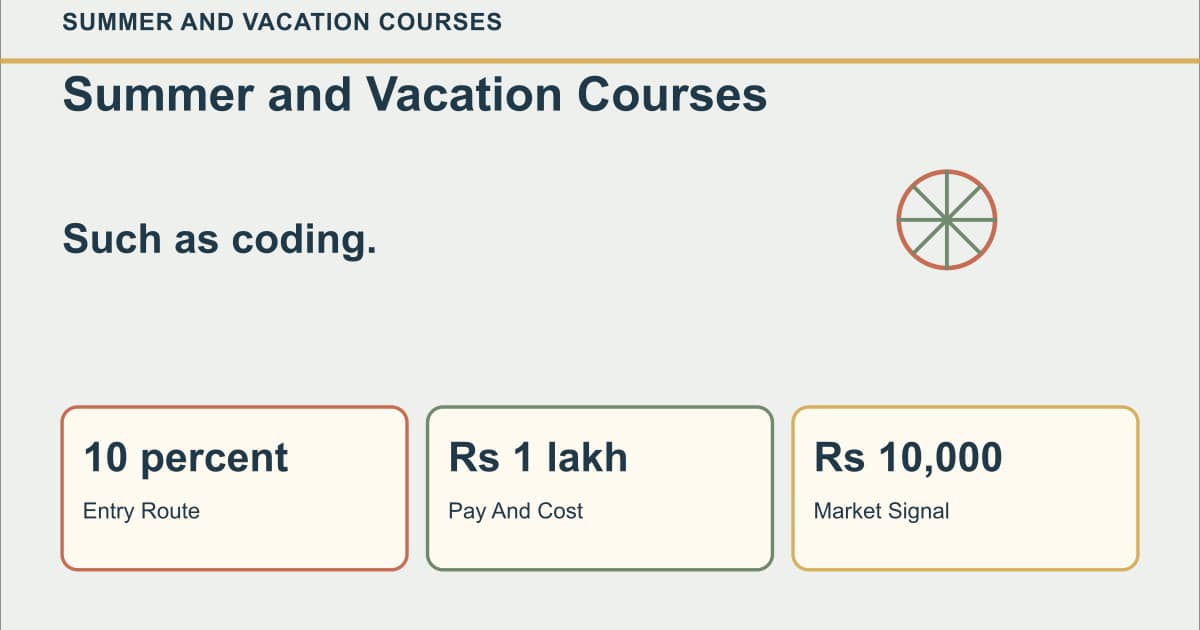 SUMMER AND VACATION COURSES
Summer and Vacation Courses
Such as coding.
10 percent
Entry Route
Rs 1 lakh
Pay And Cost
Rs 10,000
Market Signal